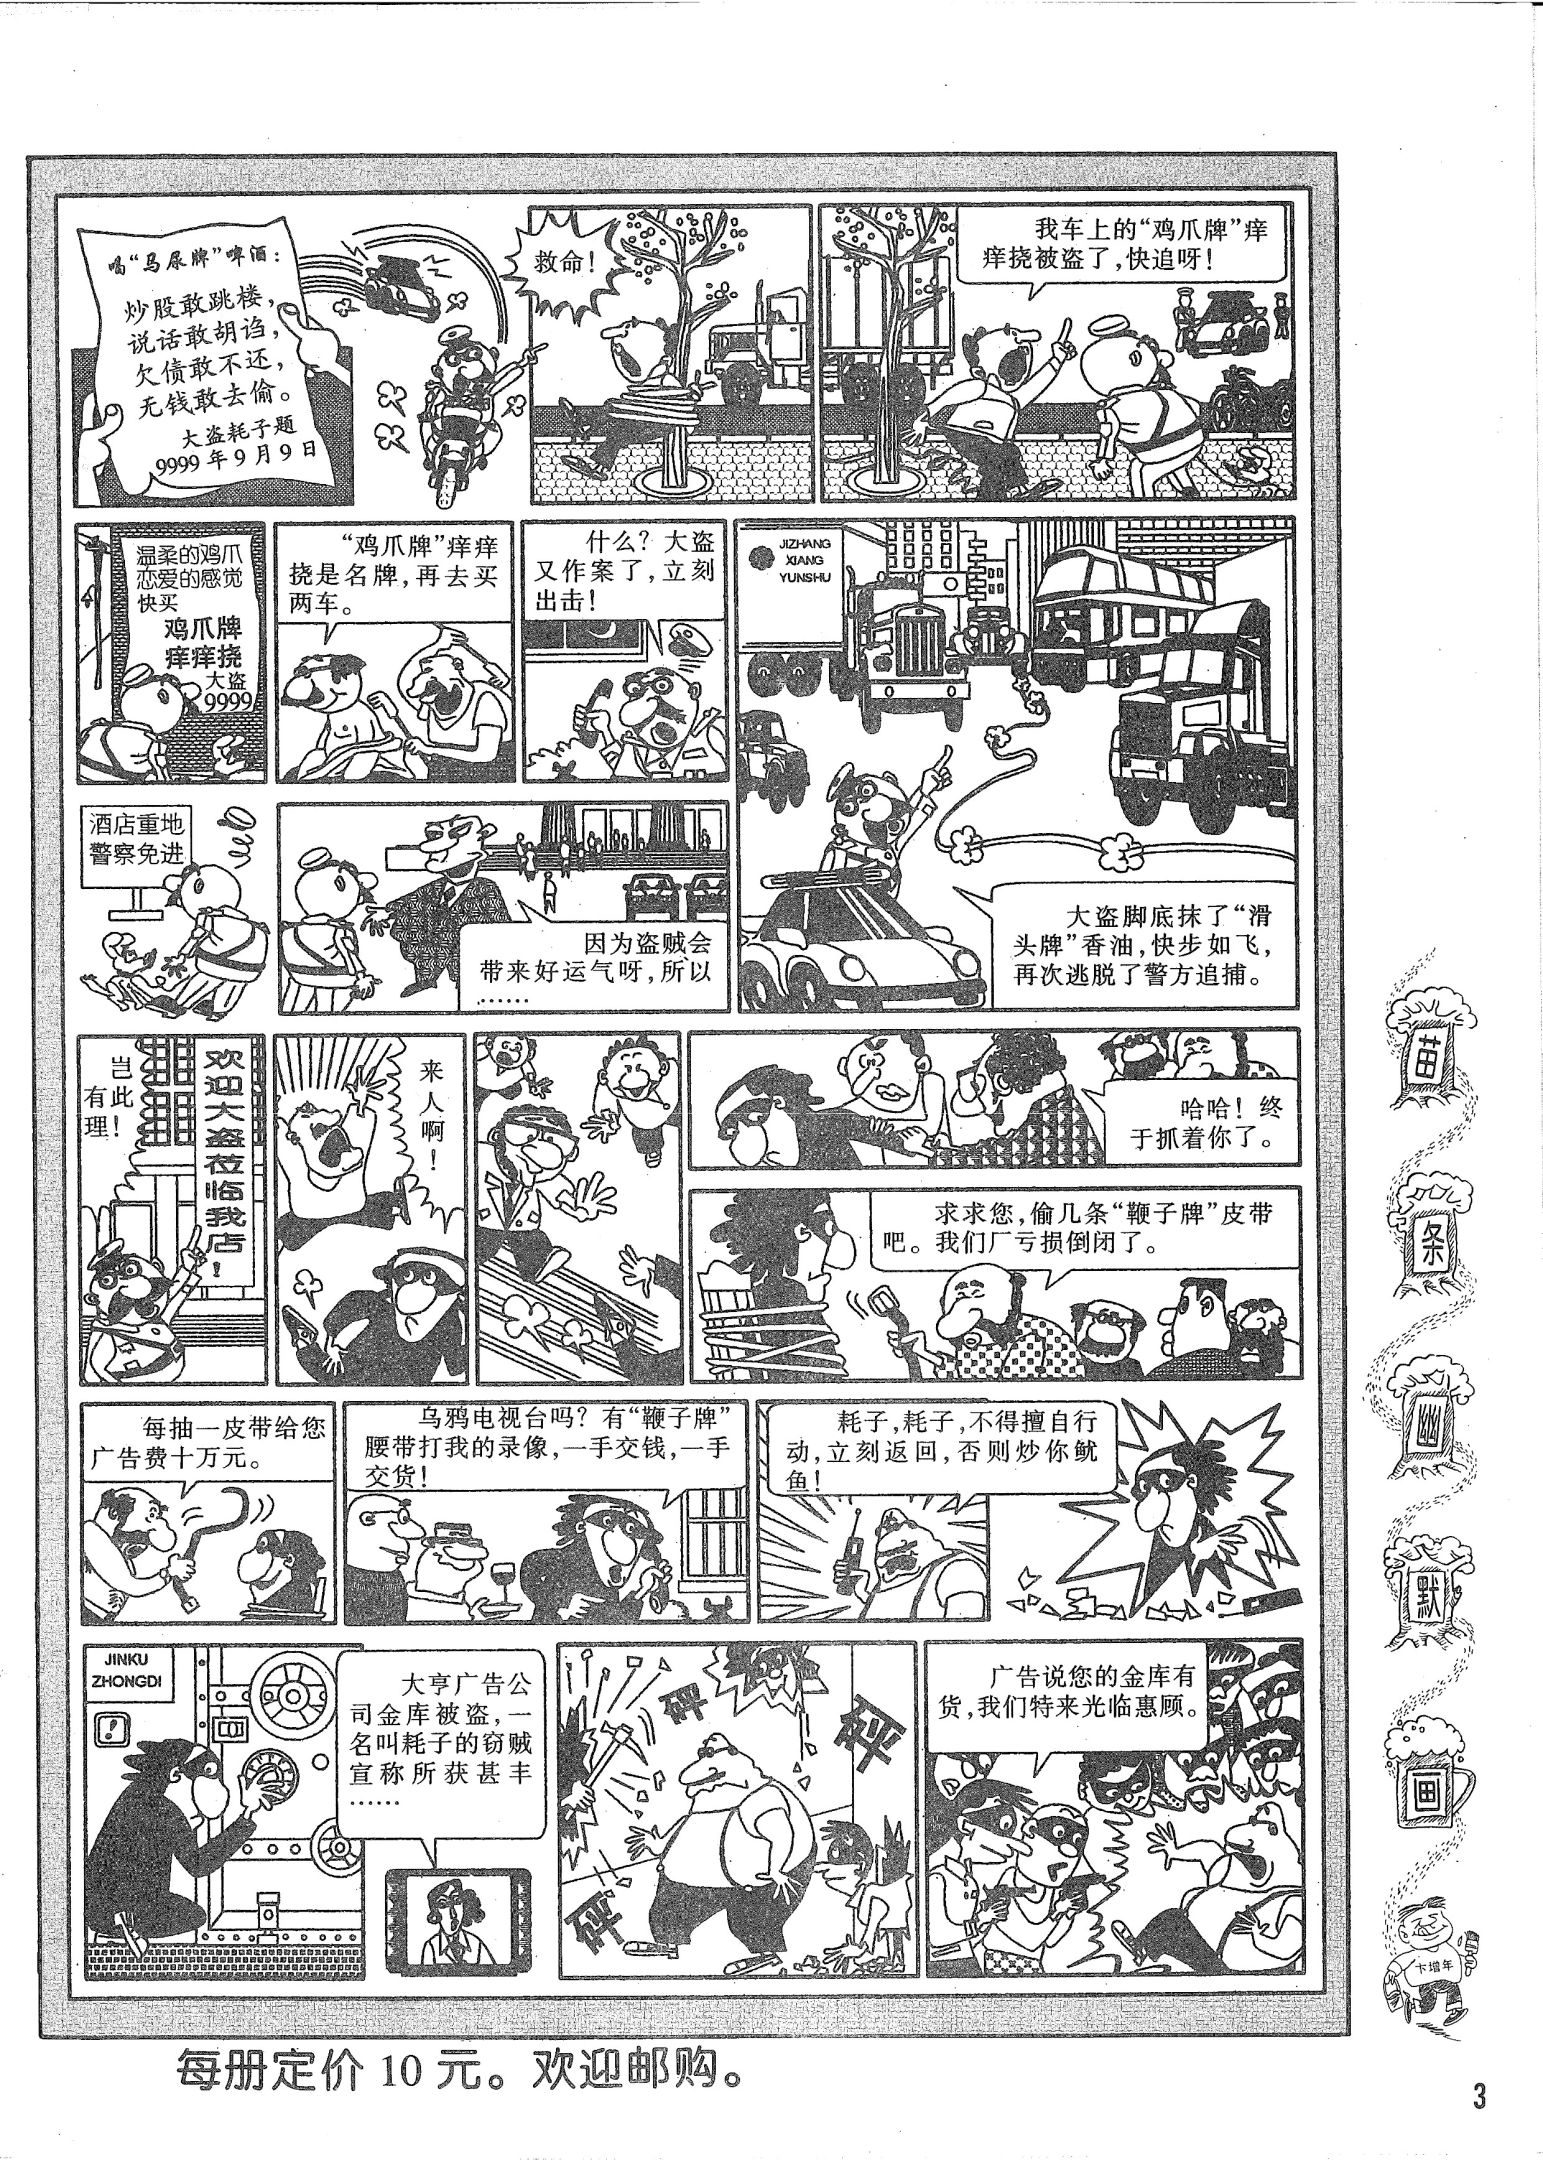 喝“马尿牌”啤酒：
炒股敢跳楼，
说话敢胡诌，
欠债敢不还，
无钱敢去偷。
大盗耗子题
9999年9月9日
救命！
我车上的“鸡爪牌”痒
痒挠被盗了，快追呀！
温柔的鸡爪
恋爱的感觉
快买
鸡爪牌
痒痒挠
大盗
9999
“鸡爪牌”痒痒
挠是名牌，再去买
两车。
什么？大盗
又作案了，立刻
出击！
JIZHANG
XIANG
YUNSHU
大盗脚底抹了“滑
头牌”香油，快步如飞，
再次逃脱了警方追捕。
酒店重地
警察免进
因为盗贼会
带来好运气呀，所以
……
岂此
有理！
欢迎大盗莅临我店！
来人啊！
哈哈！终
于抓着你了。
求求您，偷几条“鞭子牌”皮带
吧。我们厂亏损倒闭了。
每抽一皮带给您
广告费十万元。
乌鸦电视台吗？有“鞭子牌”
腰带打我的录像，一手交钱，一手
交货！
耗子，耗子，不得擅自行
动，立刻返回，否则炒你鱿
鱼！
JINKU
ZHONGDI
！
大亨广告公
司金库被盗，一
名叫耗子的窃贼
宣称所获甚丰
……
砰
砰
砰
广告说您的金库有
货，我们特来光临惠顾。
苗
条
幽
默
画
卞增年
每册定价 10 元。欢迎邮购。
3